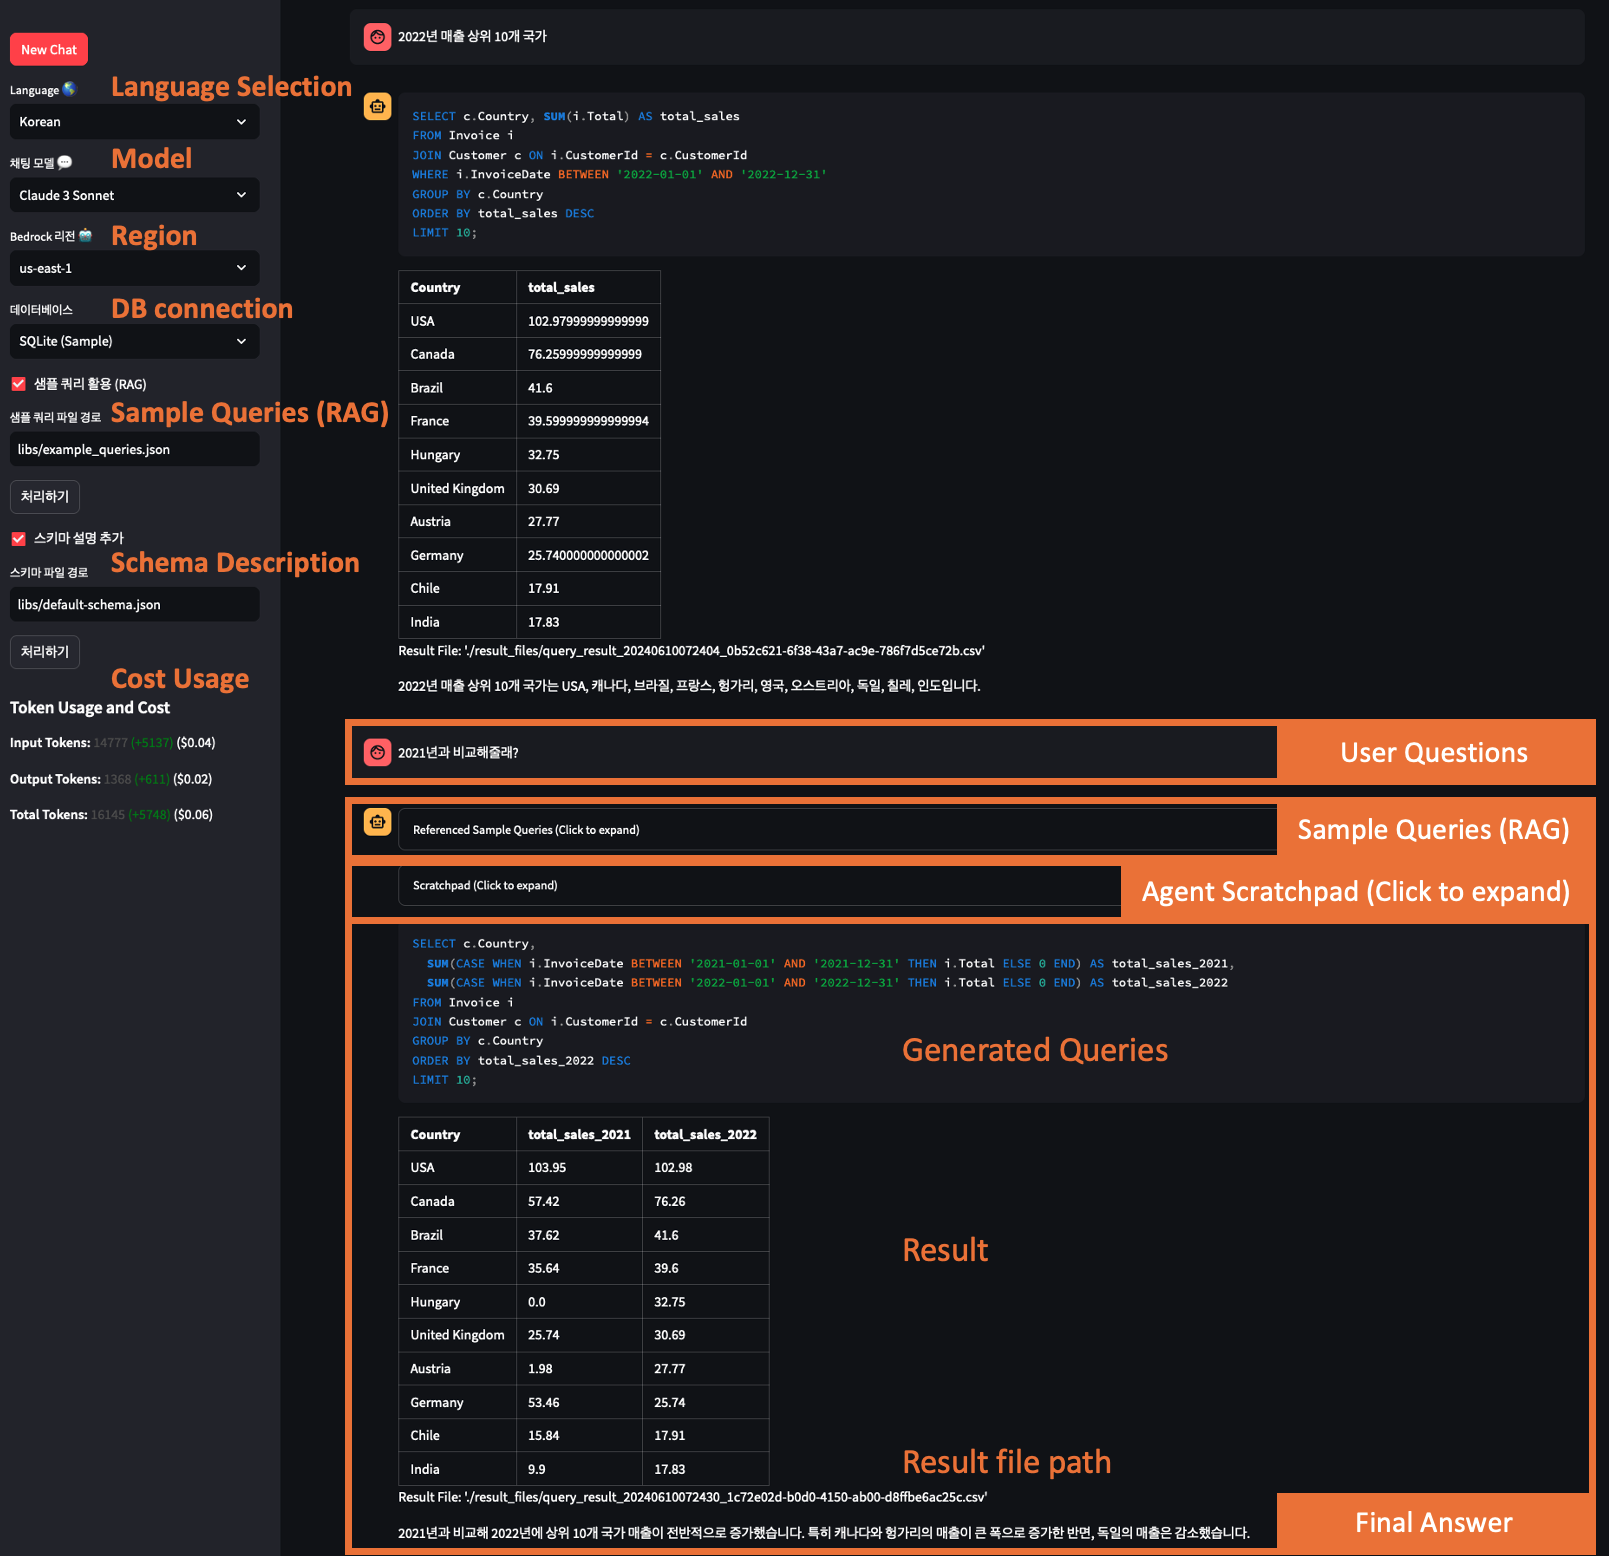 New Chat
Language 🌎
Language Selection
Korean
채팅 모델 💬
Model
Claude 3 Sonnet
Bedrock 리전
Region
us-east-1
데이터베이스
DB connection
SQLite (Sample)
샘플 쿼리 활용 (RAG)
샘플 쿼리 파일 경로
Sample Queries (RAG)
libs/example_queries.json
처리하기
스키마 설명 추가
Schema Description
스키마 파일 경로
libs/default-schema.json
처리하기
Cost Usage
Token Usage and Cost
Input Tokens: 14777 (+5137) ($0.04)
Output Tokens: 1368 (+611) ($0.02)
Total Tokens: 16145 (+5748) ($0.06)
2022년 매출 상위 10개 국가
SELECT c.Country, SUM(i.Total) AS total_sales
FROM Invoice i
JOIN Customer c ON i.CustomerId = c.CustomerId
WHERE i.InvoiceDate BETWEEN '2022-01-01' AND '2022-12-31'
GROUP BY c.Country
ORDER BY total_sales DESC
LIMIT 10;
Country total_sales
USA 102.97999999999999
Canada 76.25999999999999
Brazil 41.6
France 39.599999999999994
Hungary 32.75
United Kingdom 30.69
Austria 27.77
Germany 25.740000000000002
Chile 17.91
India 17.83
Result File: './result_files/query_result_20240610072404_0b52c621-6f38-43a7-ac9e-786f7d5ce72b.csv'
2022년 매출 상위 10개 국가는 USA, 캐나다, 브라질, 프랑스, 헝가리, 영국, 오스트리아, 독일, 칠레, 인도입니다.
2021년과 비교해줄래?
User Questions
Referenced Sample Queries (Click to expand)
Sample Queries (RAG)
Scratchpad (Click to expand)
Agent Scratchpad (Click to expand)
SELECT c.Country,
SUM(CASE WHEN i.InvoiceDate BETWEEN '2021-01-01' AND '2021-12-31' THEN i.Total ELSE 0 END) AS total_sales_2021,
SUM(CASE WHEN i.InvoiceDate BETWEEN '2022-01-01' AND '2022-12-31' THEN i.Total ELSE 0 END) AS total_sales_2022
FROM Invoice i
JOIN Customer c ON i.CustomerId = c.CustomerId
GROUP BY c.Country
ORDER BY total_sales_2022 DESC
LIMIT 10;
Generated Queries
Country total_sales_2021 total_sales_2022
USA 103.95 102.98
Canada 57.42 76.26
Brazil 37.62 41.6
France 35.64 39.6
Hungary 0.0 32.75
United Kingdom 25.74 30.69
Austria 1.98 27.77
Germany 53.46 25.74
Chile 15.84 17.91
India 9.9 17.83
Result
Result file path
Result File: './result_files/query_result_20240610072430_1c72e02d-b0d0-4150-ab00-d8ffbe6ac25c.csv'
2021년과 비교해 2022년에 상위 10개 국가 매출이 전반적으로 증가했습니다. 특히 캐나다와 헝가리의 매출이 큰 폭으로 증가한 반면, 독일의 매출은 감소했습니다.
Final Answer